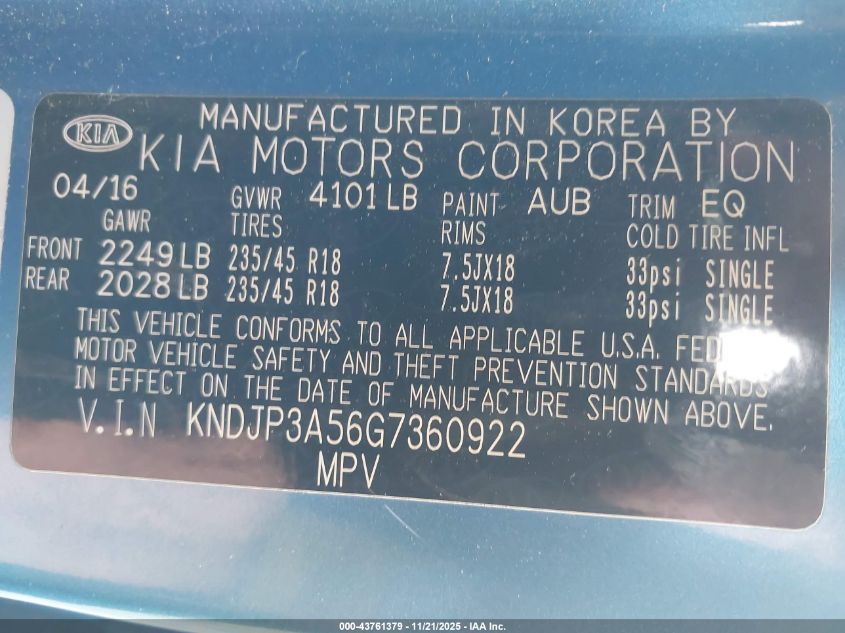 KIA MANUFACTURED IN KOREA BY
KIA MOTORS CORPORATION
04/16 GVWR 4101 LB PAINT AUB TRIM EQ
GAWR TIRES RIMS COLD TIRE INFL
FRONT 2249 LB 235/45 R18 7.5JX18 33psi SINGLE
REAR 2028 LB 235/45 R18 7.5JX18 33psi SINGLE
THIS VEHICLE CONFORMS TO ALL APPLICABLE U.S.A.
MOTOR VEHICLE SAFETY AND THEFT PREVENTION STANDARDS
IN EFFECT ON THE DATE OF MANUFACTURE SHOWN ABOVE.
V.I.N KNDJP3A56G7360922
MPV
000-43761379 - 11/21/2025 - IAA Inc.